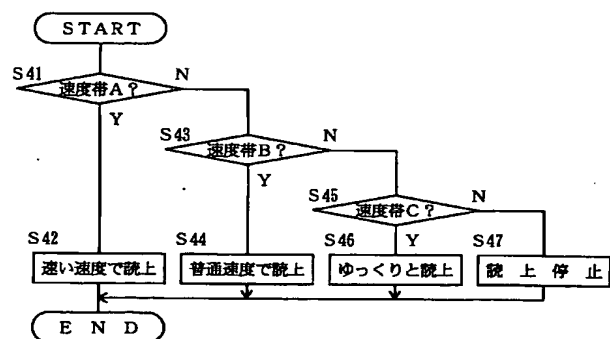 START
S41
速度帯A?
N
Y
S43
速度帯B?
N
Y
S45
速度帯C?
N
Y
S42
速い速度で読上
S44
普通速度で読上
S46
ゆっくりと読上
S47
読上停止
END